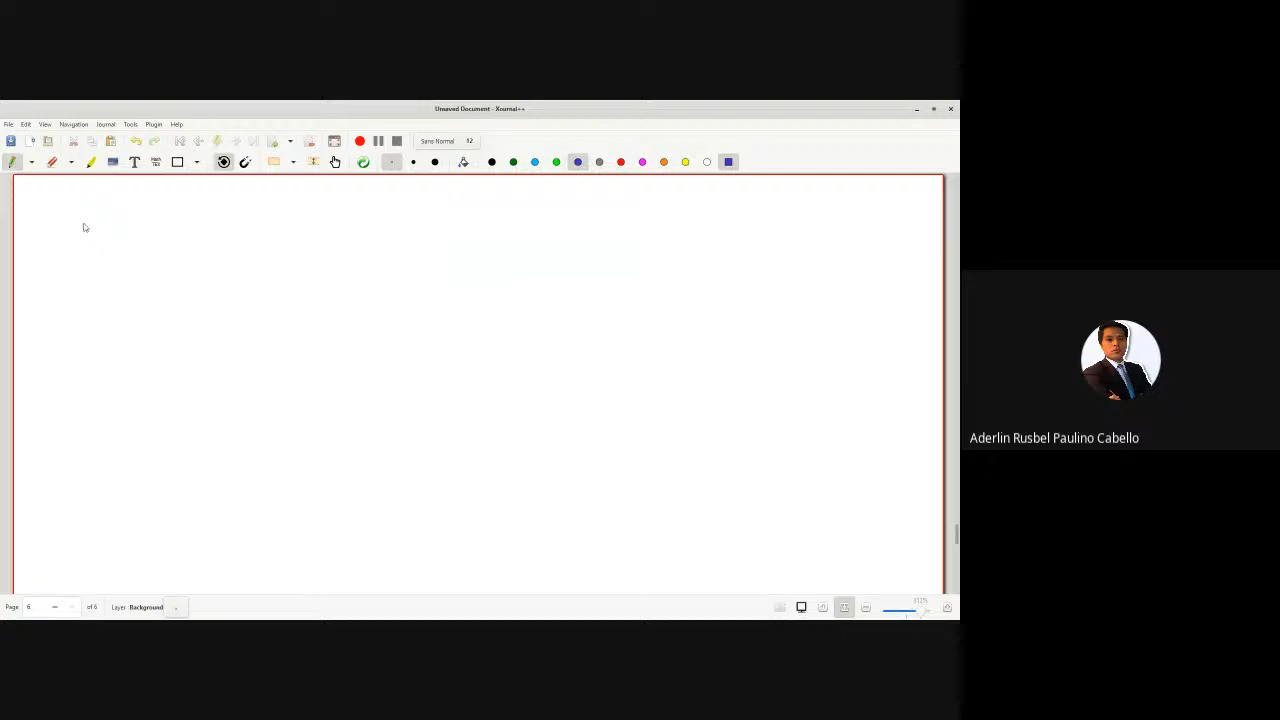 Unsaved Document - Xournal++
File Edit View Navigation Journal Tools Plugin Help
Sans Normal 12
Page 6 of 6 Layer Background
312%
Aderlin Rusbel Paulino Cabello